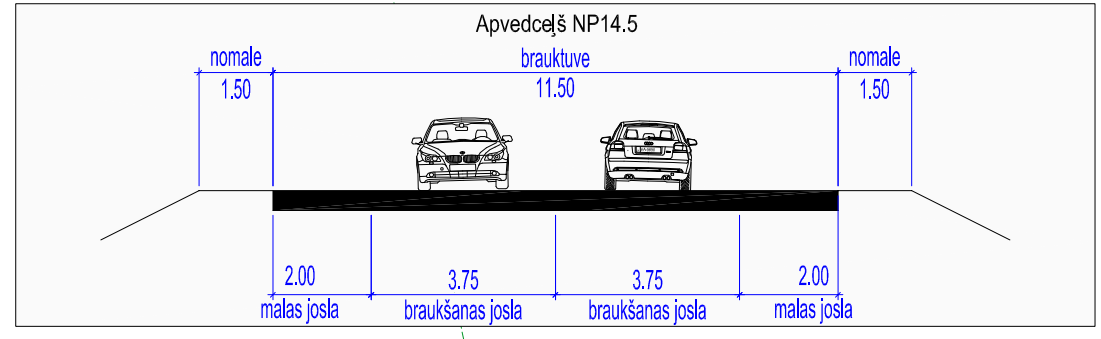 Apvedceļš NP14.5
nomale brauktuve nomale
1.50 11.50 1.50
2.00 3.75 3.75 2.00
malas josla braukšanas josla braukšanas josla malas josla